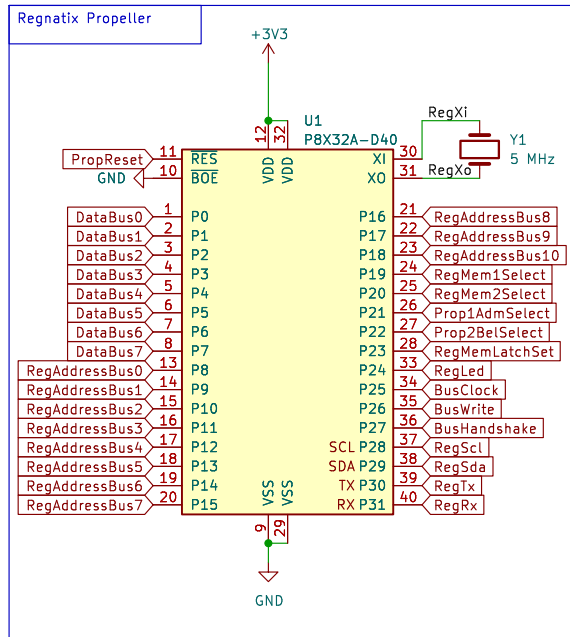 Regnatix Propeller
+3V3
U1
P8X32A-D40
12 VDD
32 VDD
PropReset 11 RES
GND 10 BOE
DataBus0 1 P0
DataBus1 2 P1
DataBus2 3 P2
DataBus3 4 P3
DataBus4 5 P4
DataBus5 6 P5
DataBus6 7 P6
DataBus7 8 P7
RegAddressBus0 13 P8
RegAddressBus1 14 P9
RegAddressBus2 15 P10
RegAddressBus3 16 P11
RegAddressBus4 17 P12
RegAddressBus5 18 P13
RegAddressBus6 19 P14
RegAddressBus7 20 P15
RegXi
XI 30
XO 31
RegXo
Y1
5 MHz
P16 21 RegAddressBus8
P17 22 RegAddressBus9
P18 23 RegAddressBus10
P19 24 RegMem1Select
P20 25 RegMem2Select
P21 26 Prop1AdmSelect
P22 27 Prop2BelSelect
P23 28 RegMemLatchSet
P24 33 RegLed
P25 34 BusClock
P26 35 BusWrite
P27 36 BusHandshake
SCL P28 37 RegScl
SDA P29 38 RegSda
TX P30 39 RegTx
RX P31 40 RegRx
VSS 9
VSS 29
GND